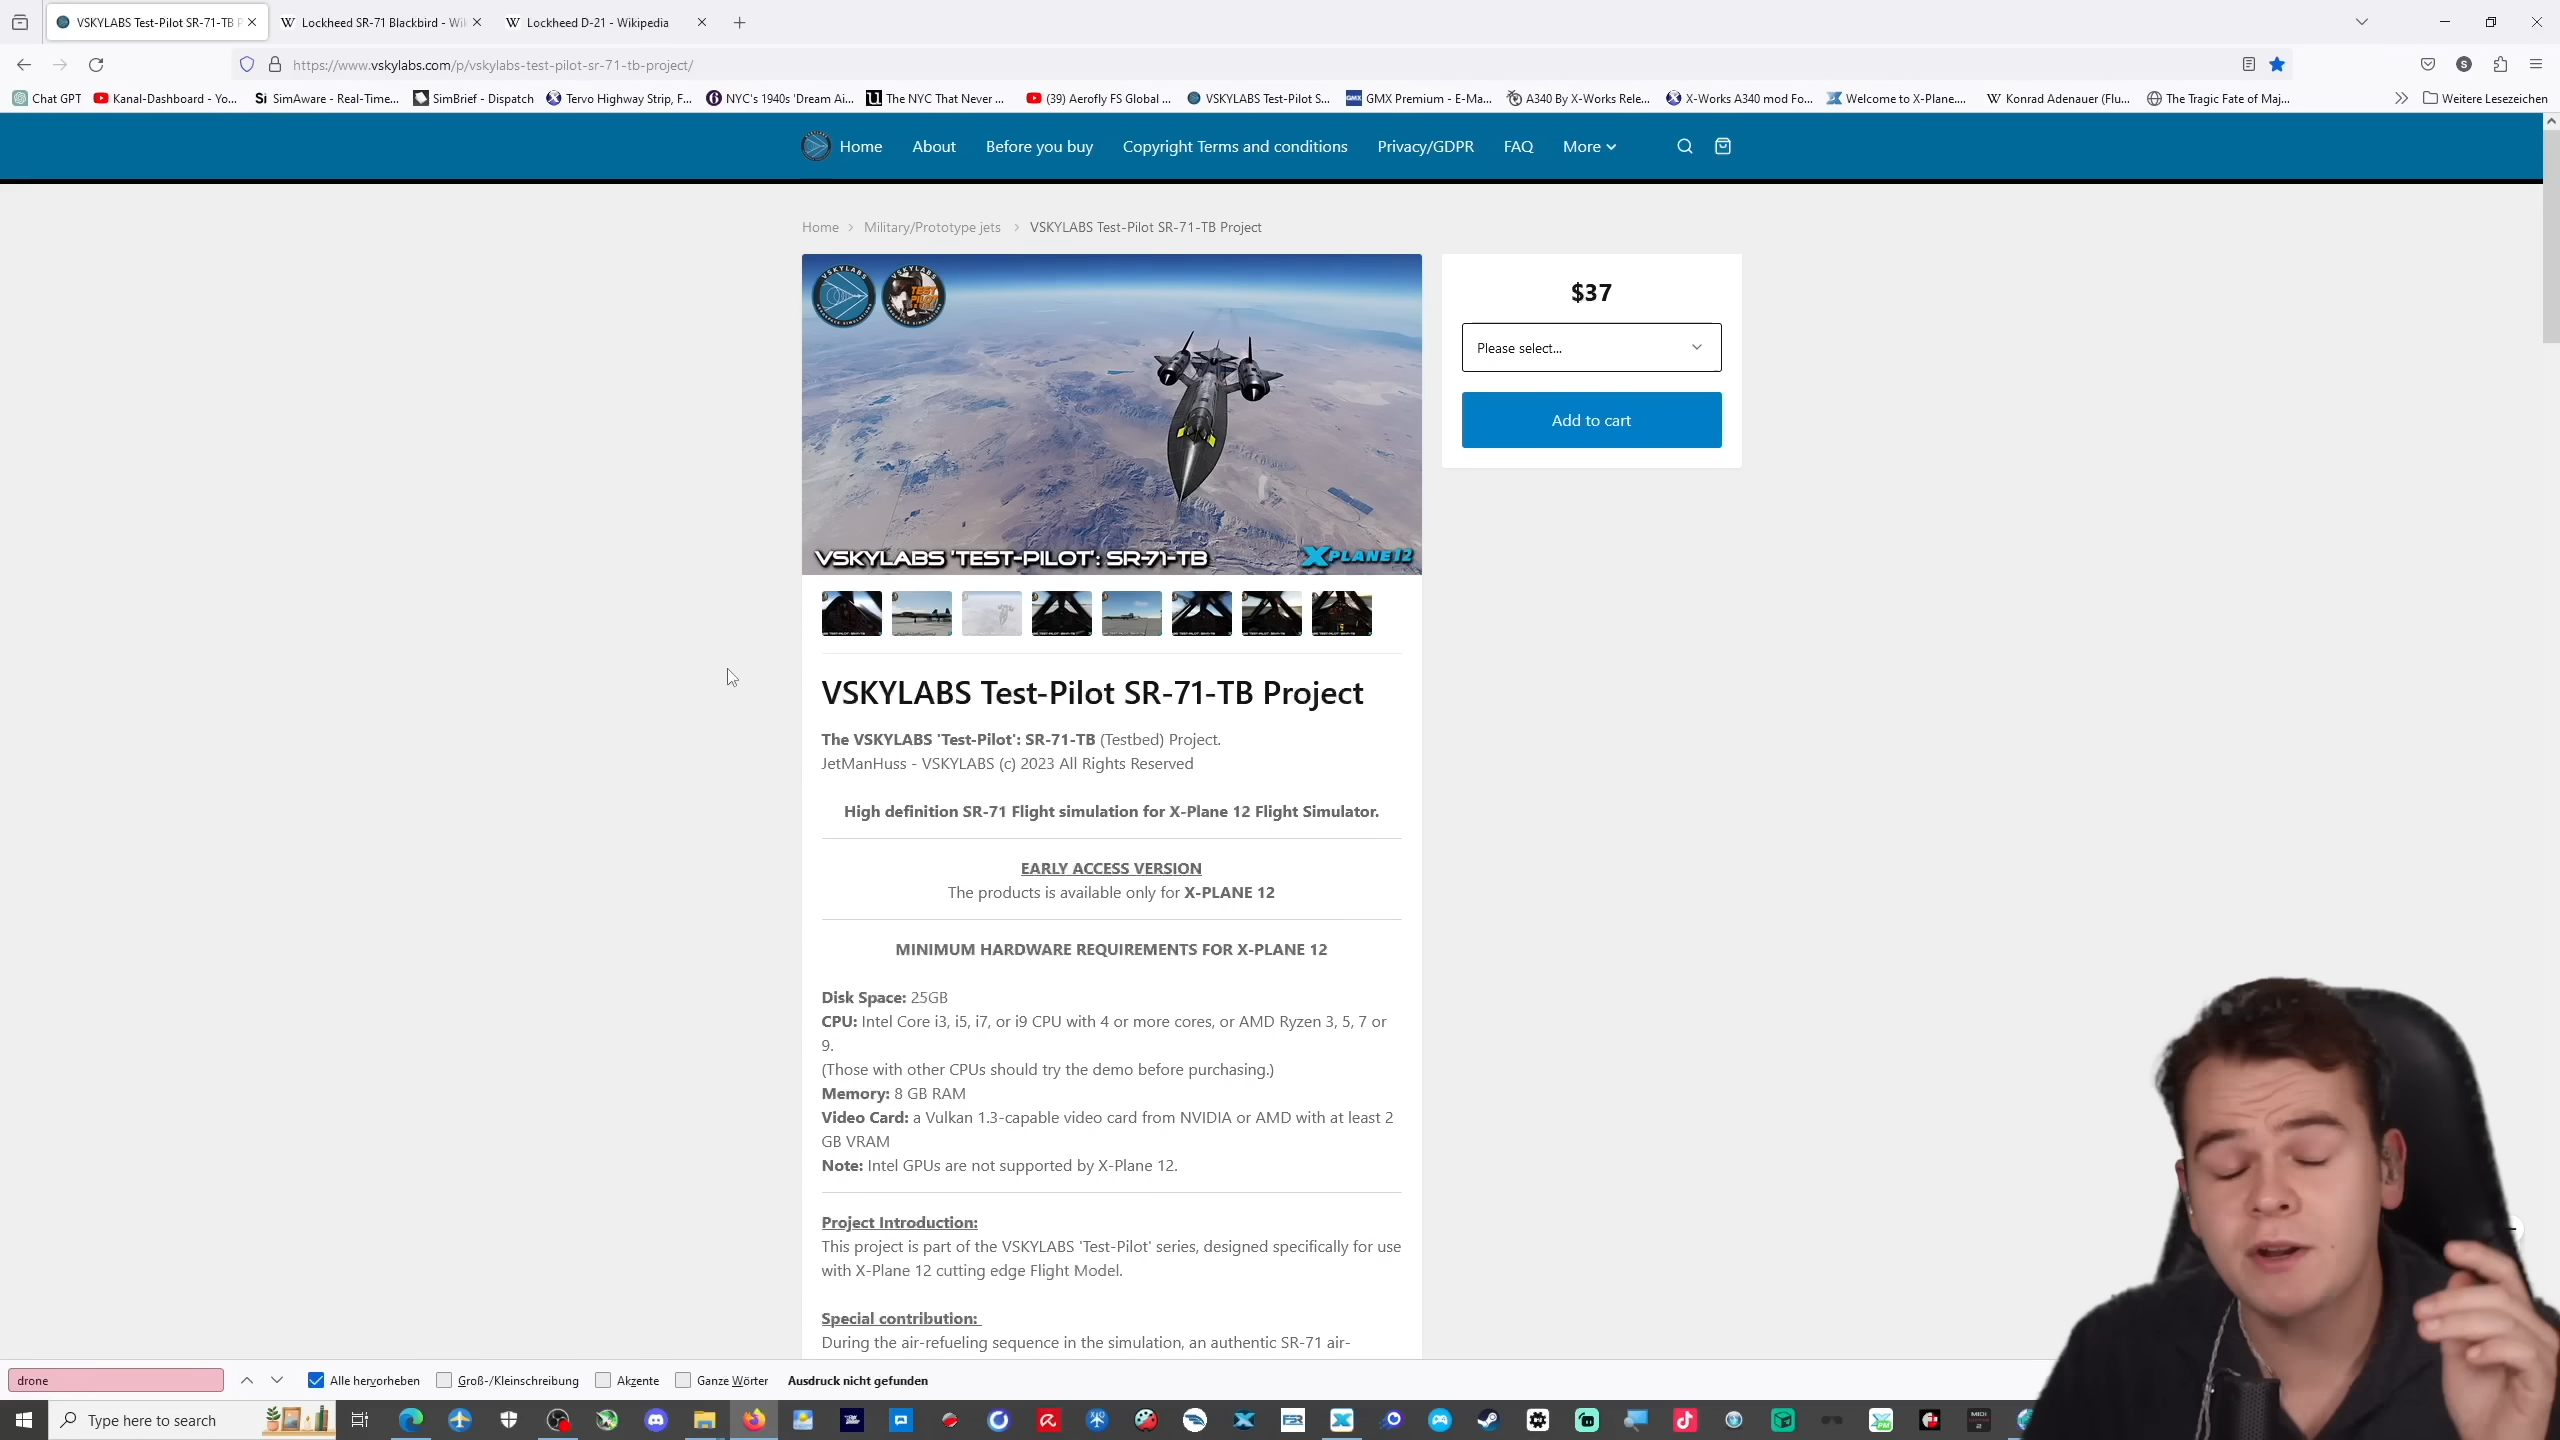 VSKYLABS Test-Pilot SR-71-TB P
Lockheed SR-71 Blackbird - Wik
Lockheed D-21 - Wikipedia
https://www.vskylabs.com/p/vskylabs-test-pilot-sr-71-tb-project/
Chat GPT
Kanal-Dashboard - Yo...
SimAware - Real-Time...
SimBrief - Dispatch
Tervo Highway Strip, F...
NYC's 1940s 'Dream Ai...
The NYC That Never ...
(39) Aerofly FS Global ...
VSKYLABS Test-Pilot S...
GMX Premium - E-Ma...
A340 By X-Works Rele...
X-Works A340 mod Fo...
Welcome to X-Plane....
Konrad Adenauer (Flu...
The Tragic Fate of Maj...
Weitere Lesezeichen
Home
About
Before you buy
Copyright Terms and conditions
Privacy/GDPR
FAQ
More
Home > Military/Prototype jets > VSKYLABS Test-Pilot SR-71-TB Project
VSKYLABS
VSKYLABS
TEST PILOT
VSKYLABS 'TEST-PILOT': SR-71-TB
X PLANE 12
$37
Please select...
Add to cart
VSKYLABS Test-Pilot SR-71-TB Project
The VSKYLABS 'Test-Pilot': SR-71-TB (Testbed) Project.
JetManHuss - VSKYLABS (c) 2023 All Rights Reserved
High definition SR-71 Flight simulation for X-Plane 12 Flight Simulator.
EARLY ACCESS VERSION
The products is available only for X-PLANE 12
MINIMUM HARDWARE REQUIREMENTS FOR X-PLANE 12
Disk Space: 25GB
CPU: Intel Core i3, i5, i7, or i9 CPU with 4 or more cores, or AMD Ryzen 3, 5, 7 or
9.
(Those with other CPUs should try the demo before purchasing.)
Memory: 8 GB RAM
Video Card: a Vulkan 1.3-capable video card from NVIDIA or AMD with at least 2
GB VRAM
Note: Intel GPUs are not supported by X-Plane 12.
Project Introduction:
This project is part of the VSKYLABS 'Test-Pilot' series, designed specifically for use
with X-Plane 12 cutting edge Flight Model.
Special contribution:
During the air-refueling sequence in the simulation, an authentic SR-71 air-
drone
Alle hervorheben
Groß-/Kleinschreibung
Akzente
Ganze Wörter
Ausdruck nicht gefunden
Type here to search